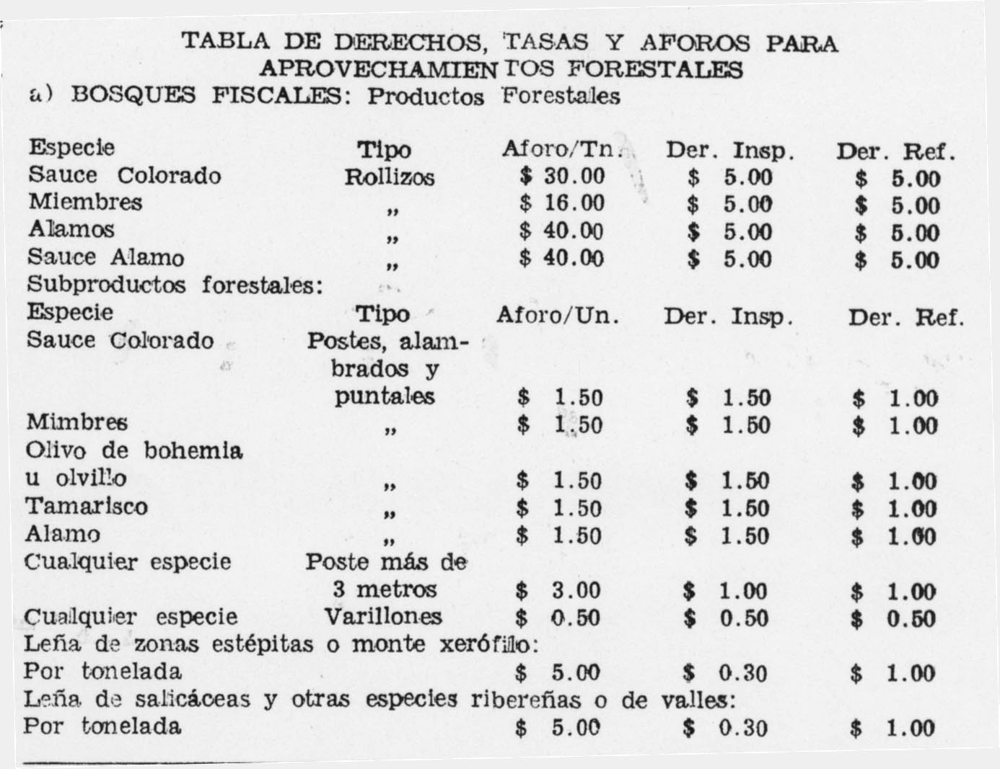 TABLA DE DERECHOS, TASAS Y AFOROS PARA
APROVECHAMIENTOS FORESTALES
a) BOSQUES FISCALES: Productos Forestales
Especie Tipo Aforo/Tn. Der. Insp. Der. Ref.
Sauce Colorado Rollizos $ 30.00 $ 5.00 $ 5.00
Miembres „ $ 16.00 $ 5.00 $ 5.00
Alamos „ $ 40.00 $ 5.00 $ 5.00
Sauce Alamo „ $ 40.00 $ 5.00 $ 5.00
Subproductos forestales:
Especie Tipo Aforo/Un. Der. Insp. Der. Ref.
Sauce Colorado Postes, alam-
brados y
puntales $ 1.50 $ 1.50 $ 1.00
Mimbres „ $ 1.50 $ 1.50 $ 1.00
Olivo de bohemia
u olvillo „ $ 1.50 $ 1.50 $ 1.00
Tamarisco „ $ 1.50 $ 1.50 $ 1.00
Alamo „ $ 1.50 $ 1.50 $ 1.00
Cualquier especie Poste más de
3 metros $ 3.00 $ 1.00 $ 1.00
Cualquier especie Varillones $ 0.50 $ 0.50 $ 0.50
Leña de zonas estépitas o monte xerófilo:
Por tonelada $ 5.00 $ 0.30 $ 1.00
Leña de salicáceas y otras especies ribereñas o de valles:
Por tonelada $ 5.00 $ 0.30 $ 1.00